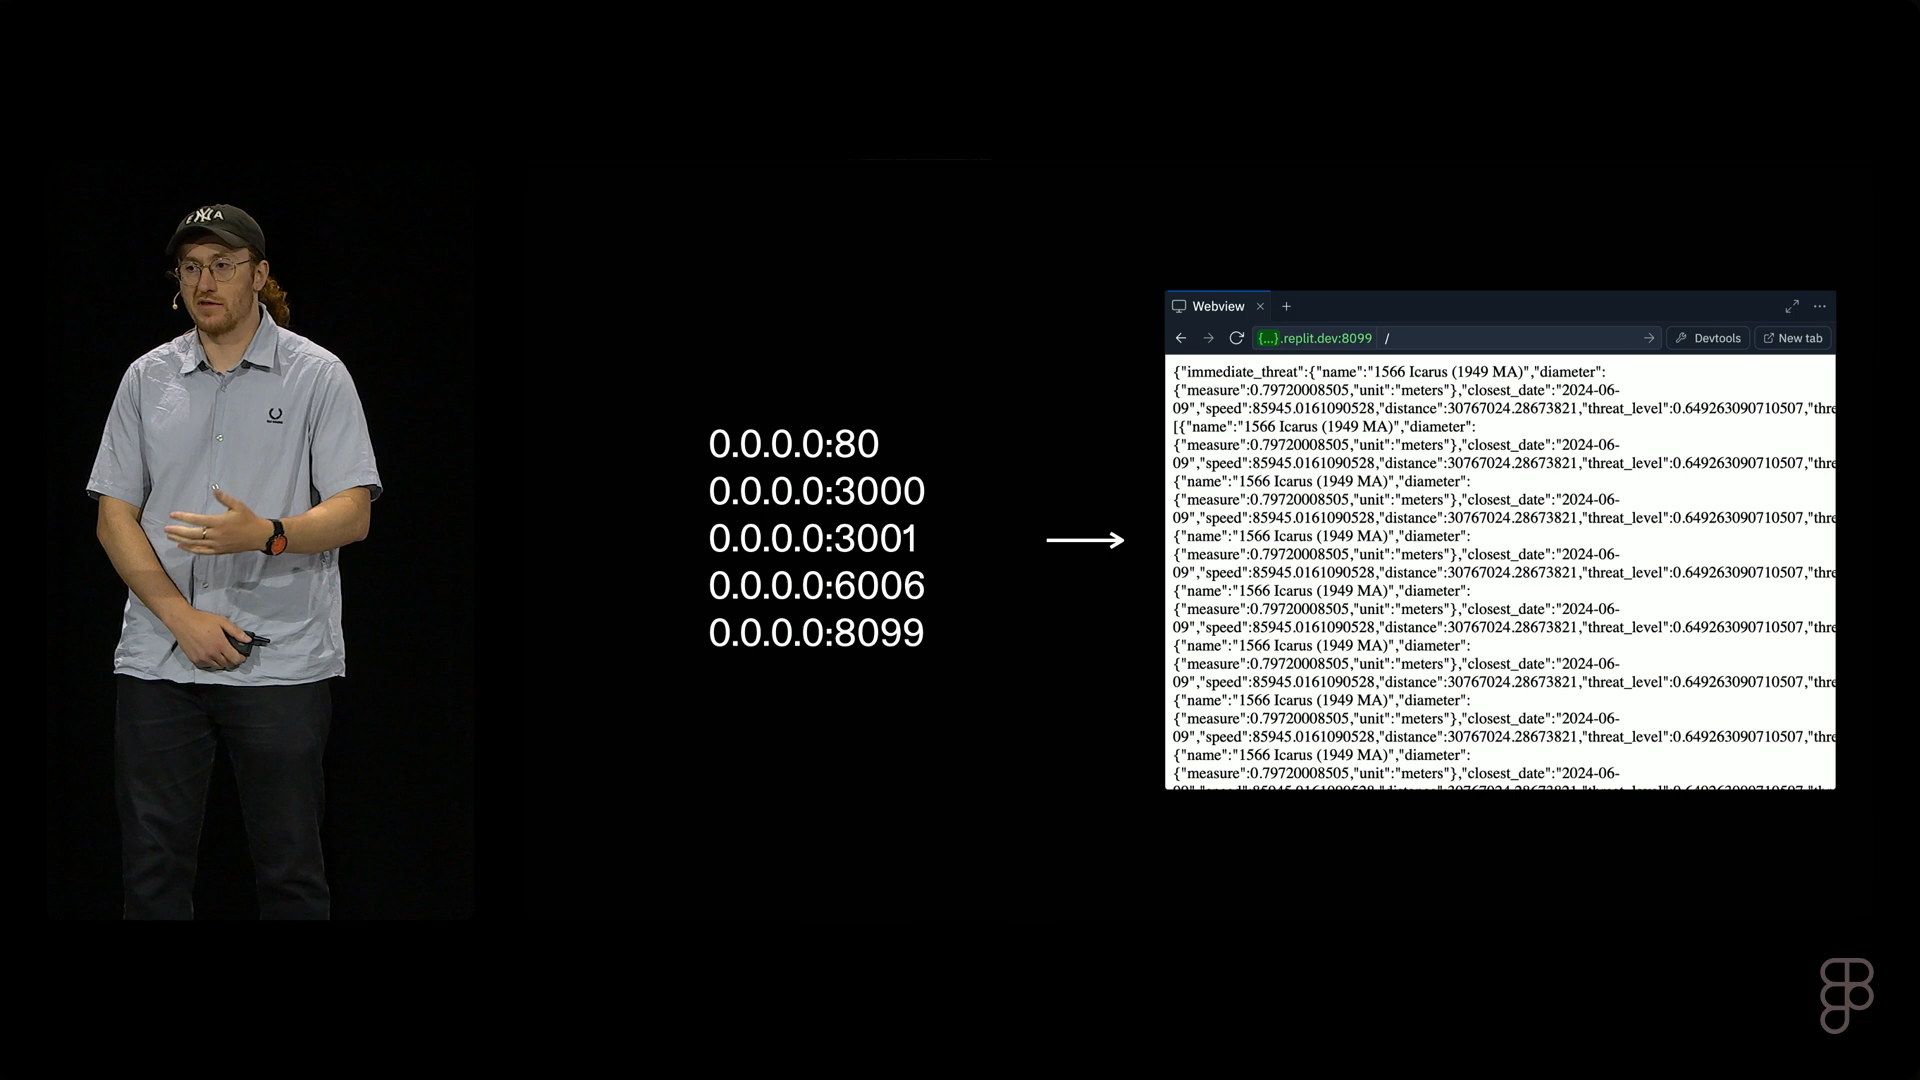 NY
0.0.0.0:80
0.0.0.0:3000
0.0.0.0:3001
0.0.0.0:6006
0.0.0.0:8099
Webview
{...}.replit.dev:8099 /
Devtools
New tab
{"immediate_threat":{"name":"1566 Icarus (1949 MA)","diameter":
{"measure":0.79720008505,"unit":"meters"},"closest_date":"2024-06-
09","speed":85945.0161090528,"distance":30767024.28673821,"threat_level":0.649263090710507,"thre
[{"name":"1566 Icarus (1949 MA)","diameter":
{"measure":0.79720008505,"unit":"meters"},"closest_date":"2024-06-
09","speed":85945.0161090528,"distance":30767024.28673821,"threat_level":0.649263090710507,"thre
{"name":"1566 Icarus (1949 MA)","diameter":
{"measure":0.79720008505,"unit":"meters"},"closest_date":"2024-06-
09","speed":85945.0161090528,"distance":30767024.28673821,"threat_level":0.649263090710507,"thre
{"name":"1566 Icarus (1949 MA)","diameter":
{"measure":0.79720008505,"unit":"meters"},"closest_date":"2024-06-
09","speed":85945.0161090528,"distance":30767024.28673821,"threat_level":0.649263090710507,"thre
{"name":"1566 Icarus (1949 MA)","diameter":
{"measure":0.79720008505,"unit":"meters"},"closest_date":"2024-06-
09","speed":85945.0161090528,"distance":30767024.28673821,"threat_level":0.649263090710507,"thre
{"name":"1566 Icarus (1949 MA)","diameter":
{"measure":0.79720008505,"unit":"meters"},"closest_date":"2024-06-
09","speed":85945.0161090528,"distance":30767024.28673821,"threat_level":0.649263090710507,"thre
{"name":"1566 Icarus (1949 MA)","diameter":
{"measure":0.79720008505,"unit":"meters"},"closest_date":"2024-06-
09","speed":85945.0161090528,"distance":30767024.28673821,"threat_level":0.649263090710507,"thre
{"name":"1566 Icarus (1949 MA)","diameter":
{"measure":0.79720008505,"unit":"meters"},"closest_date":"2024-06-